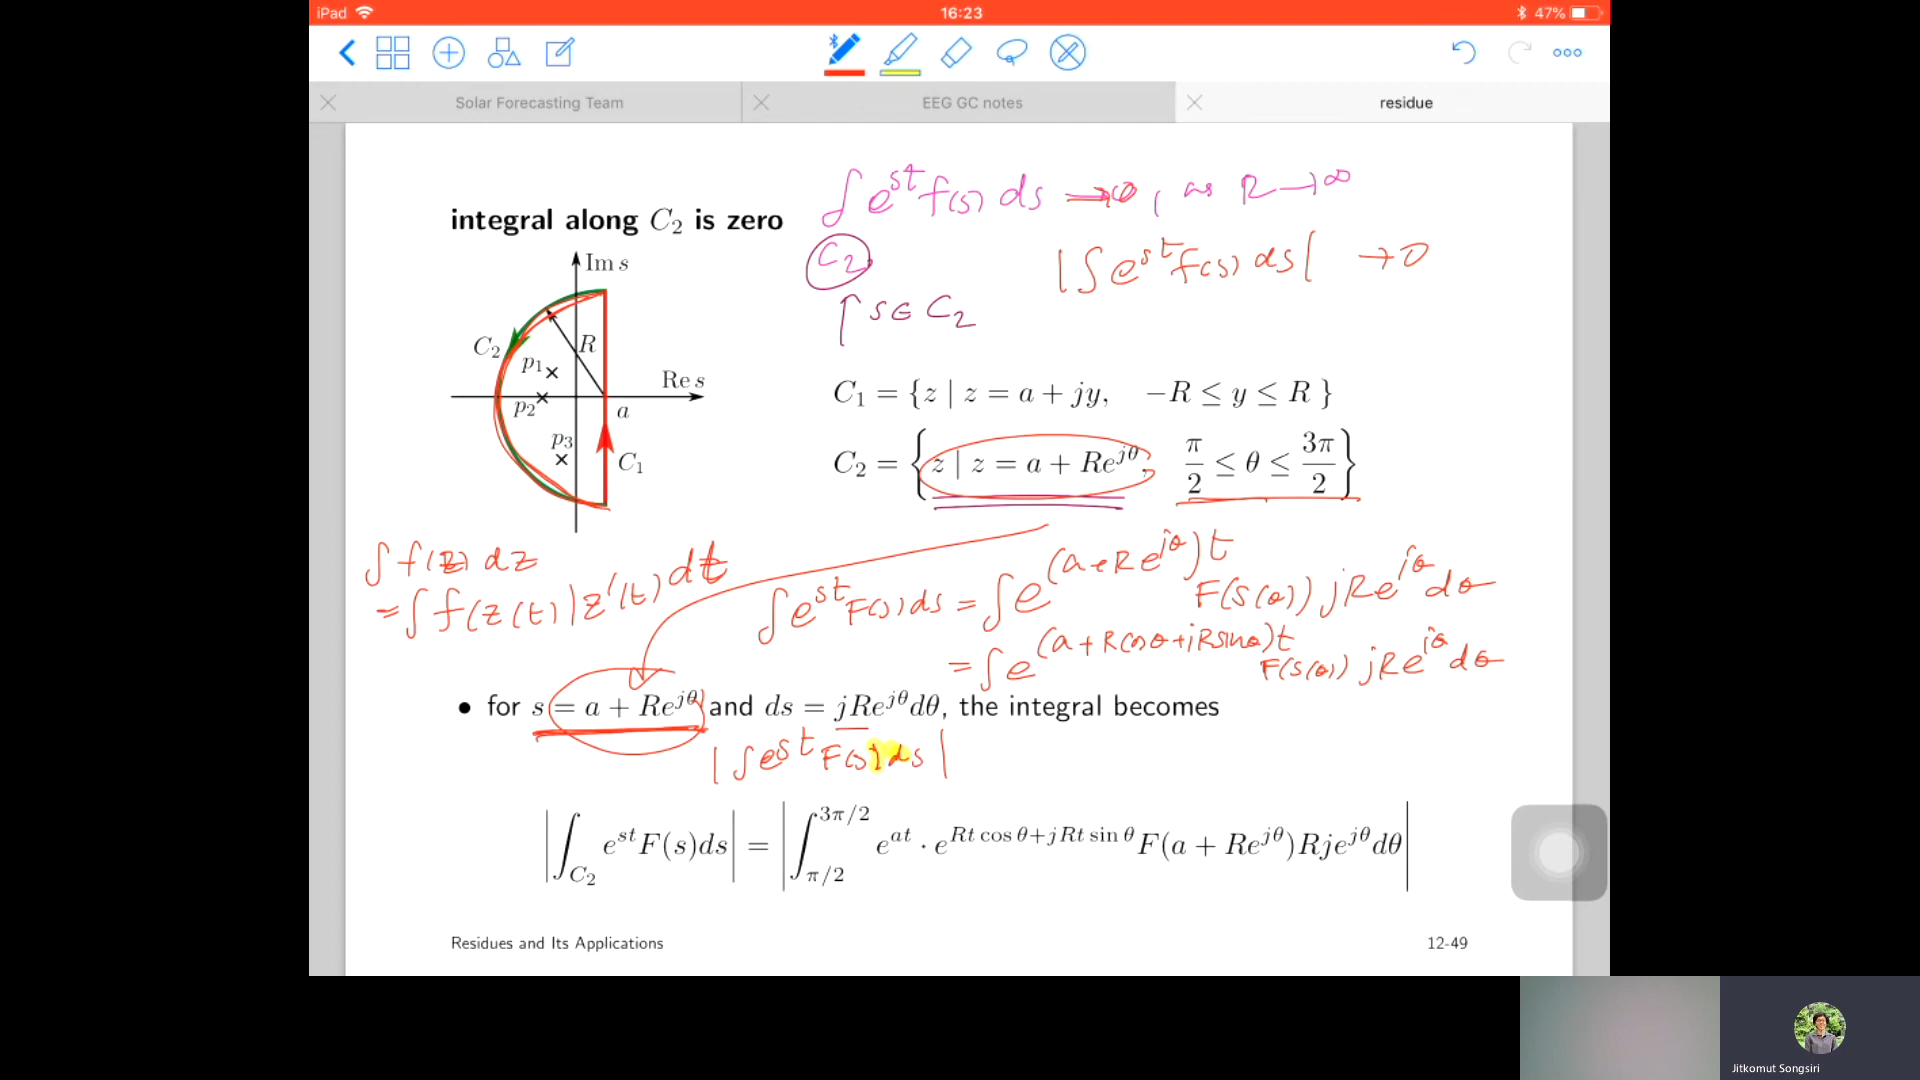 iPad 16:23 47%
Solar Forecasting Team EEG GC notes residue
∫e^{st} F(s) ds → 0, as R → ∞
integral along C₂ is zero
C₂
|∫e^{st} F(s) ds| → 0
↑ s ∈ C₂
Im s
C₂ R
p₁
Re s
p₂ a
p₃
C₁
C₁ = {z | z = a + jy, −R ≤ y ≤ R }
C₂ = {z | z = a + Re^{jθ}, π/2 ≤ θ ≤ 3π/2}
∫ f(z) dz
= ∫ f(z(t)) z′(t) dt
∫e^{st} F(s) ds = ∫e^{(a+Re^{jθ})t} F(s(θ)) jRe^{jθ} dθ
= ∫e^{(a+Rcosθ+jRsinθ)t} F(s(θ)) jRe^{jθ} dθ
• for s = a + Re^{jθ} and ds = jRe^{jθ}dθ, the integral becomes
|∫e^{st} F(s) ds|
|∫_{C₂} e^{st}F(s)ds| = |∫_{π/2}^{3π/2} e^{at} · e^{Rt cos θ+jRt sin θ} F(a + Re^{jθ})Rje^{jθ}dθ|
Residues and Its Applications 12-49
Jitkomut Songsiri